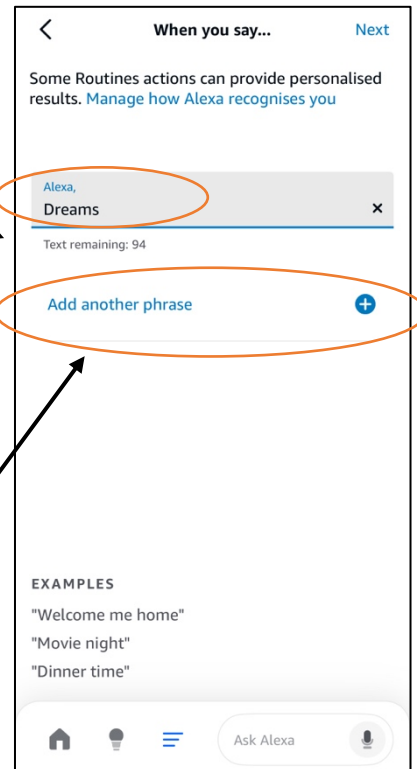 When you say...
Next
Some Routines actions can provide personalised
results. Manage how Alexa recognises you
Alexa,
Dreams
Text remaining: 94
Add another phrase
EXAMPLES
"Welcome me home"
"Movie night"
"Dinner time"
Ask Alexa